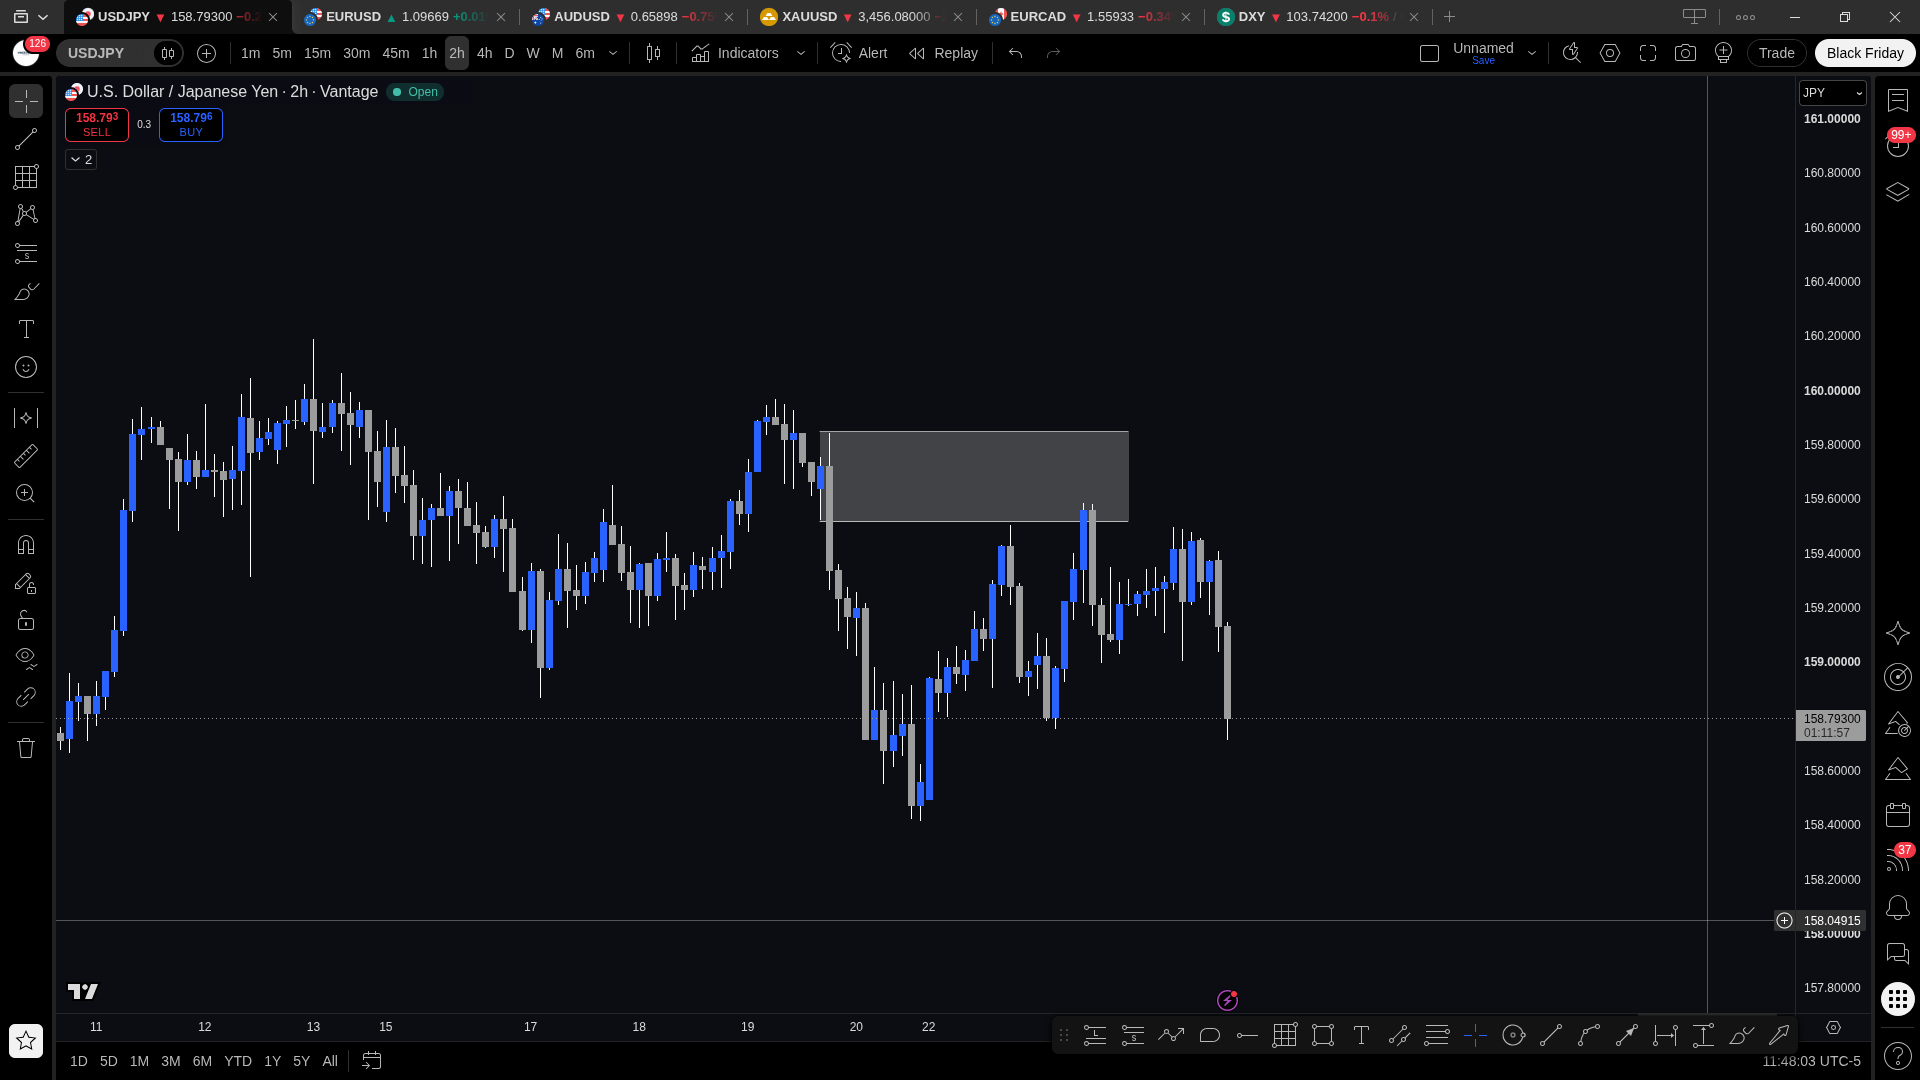 USDJPY ▼ 158.79300
EURUSD ▲ 1.09669 +0.01
AUDUSD ▼ 0.65898 −0.75
XAUUSD ▼ 3,456.08000
EURCAD ▼ 1.55933 −0.34
DXY ▼ 103.74200 −0.1% /
126
USDJPY
1m 5m 15m 30m 45m 1h 2h 4h D W M 6m
Indicators
Alert
Replay
Unnamed
Save
Trade
Black Friday
U.S. Dollar / Japanese Yen · 2h · Vantage
Open
158.793
SELL
0.3
158.796
BUY
2
JPY
161.00000
160.80000
160.60000
160.40000
160.20000
160.00000
159.80000
159.60000
159.40000
159.20000
159.00000
158.79300
01:11:57
158.60000
158.40000
158.20000
158.04915
158.00000
157.80000
99+
37
11 12 13 15 17 18 19 20 22
1D 5D 1M 3M 6M YTD 1Y 5Y All
11:48:03 UTC-5